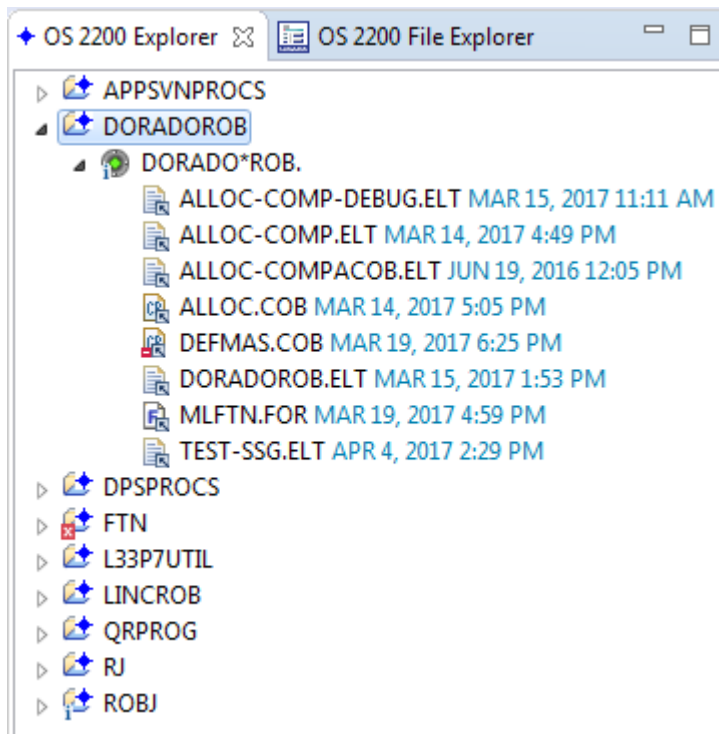 OS 2200 Explorer OS 2200 File Explorer
APPSVNPROCS
DORADOROB
DORADO*ROB.
ALLOC-COMP-DEBUG.ELT MAR 15, 2017 11:11 AM
ALLOC-COMP.ELT MAR 14, 2017 4:49 PM
ALLOC-COMPACOB.ELT JUN 19, 2016 12:05 PM
ALLOC.COB MAR 14, 2017 5:05 PM
DEFMAS.COB MAR 19, 2017 6:25 PM
DORADOROB.ELT MAR 15, 2017 1:53 PM
MLFTN.FOR MAR 19, 2017 4:59 PM
TEST-SSG.ELT APR 4, 2017 2:29 PM
DPSPROCS
FTN
L33P7UTIL
LINCROB
QRPROG
RJ
ROBJ